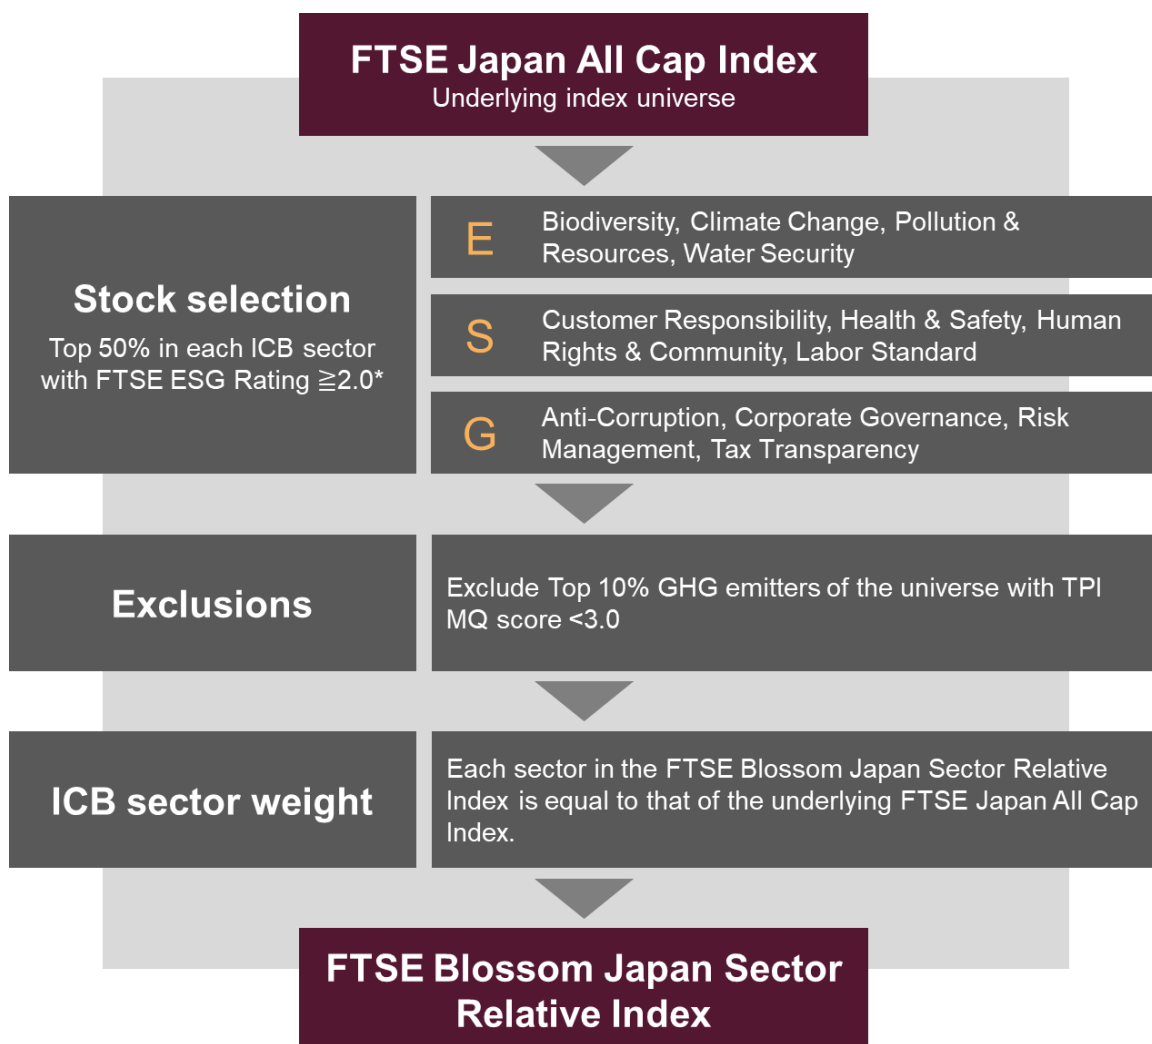 FTSE Japan All Cap Index
Underlying index universe
Stock selection
Top 50% in each ICB sector
with FTSE ESG Rating ≧2.0*
E
Biodiversity, Climate Change, Pollution &
Resources, Water Security
S
Customer Responsibility, Health & Safety, Human
Rights & Community, Labor Standard
G
Anti-Corruption, Corporate Governance, Risk
Management, Tax Transparency
Exclusions
Exclude Top 10% GHG emitters of the universe with TPI
MQ score <3.0
ICB sector weight
Each sector in the FTSE Blossom Japan Sector Relative
Index is equal to that of the underlying FTSE Japan All Cap
Index.
FTSE Blossom Japan Sector
Relative Index